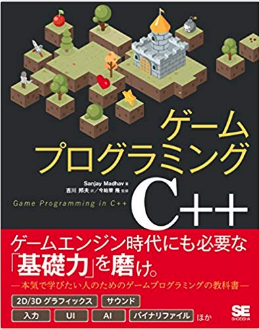 ゲーム
プログラミング
C++
Sanjay Madhav 著
吉川 邦夫 訳／今給黎 隆 監修
Game Programming in C++
ゲームエンジン時代にも必要な
「基礎力」を磨け。
―本気で学びたい人のためのゲームプログラミングの教科書―
2D/3Dグラフィックス サウンド
入力 UI AI バイナリファイル ほか
SE
SHOEISHA